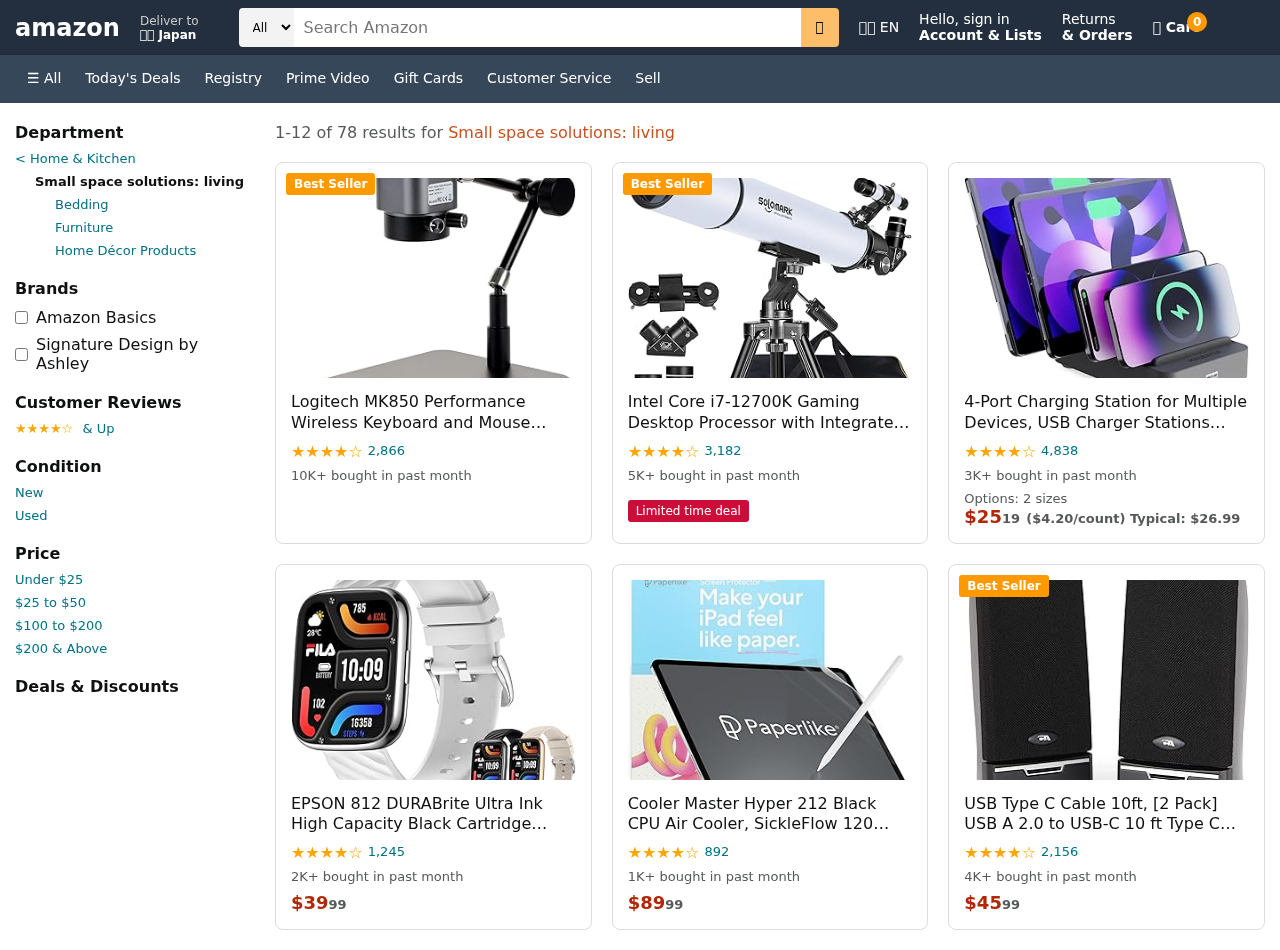 amazon
Deliver to
Japan
All
Search Amazon
EN
Hello, sign in
Account & Lists
Returns
& Orders
0
☰ All
Today's Deals
Registry
Prime Video
Gift Cards
Customer Service
Sell
Department
< Home & Kitchen
Small space solutions: living
Bedding
Furniture
Home Décor Products
Brands
Amazon Basics
Signature Design by
Ashley
Customer Reviews
★★★★☆ & Up
Condition
New
Used
Price
Under $25
$25 to $50
$100 to $200
$200 & Above
Deals & Discounts
1-12 of 78 results for Small space solutions: living
Best Seller
Logitech MK850 Performance
Wireless Keyboard and Mouse…
★★★★☆ 2,866
10K+ bought in past month
Best Seller
SOLOMARK
Intel Core i7-12700K Gaming
Desktop Processor with Integrate…
★★★★☆ 3,182
5K+ bought in past month
Limited time deal
4-Port Charging Station for Multiple
Devices, USB Charger Stations…
★★★★☆ 4,838
3K+ bought in past month
Options: 2 sizes
$2519 ($4.20/count) Typical: $26.99
785
KCAL
28°C
FILA
BATTERY
10:09
102
16358
STEPS
10:09
10:09
EPSON 812 DURABrite Ultra Ink
High Capacity Black Cartridge…
★★★★☆ 1,245
2K+ bought in past month
$3999
Paperlike
Screen Protector
Make your
iPad feel
like paper.
Paperlike
Cooler Master Hyper 212 Black
CPU Air Cooler, SickleFlow 120…
★★★★☆ 892
1K+ bought in past month
$8999
Best Seller
USB Type C Cable 10ft, [2 Pack]
USB A 2.0 to USB-C 10 ft Type C…
★★★★☆ 2,156
4K+ bought in past month
$4599